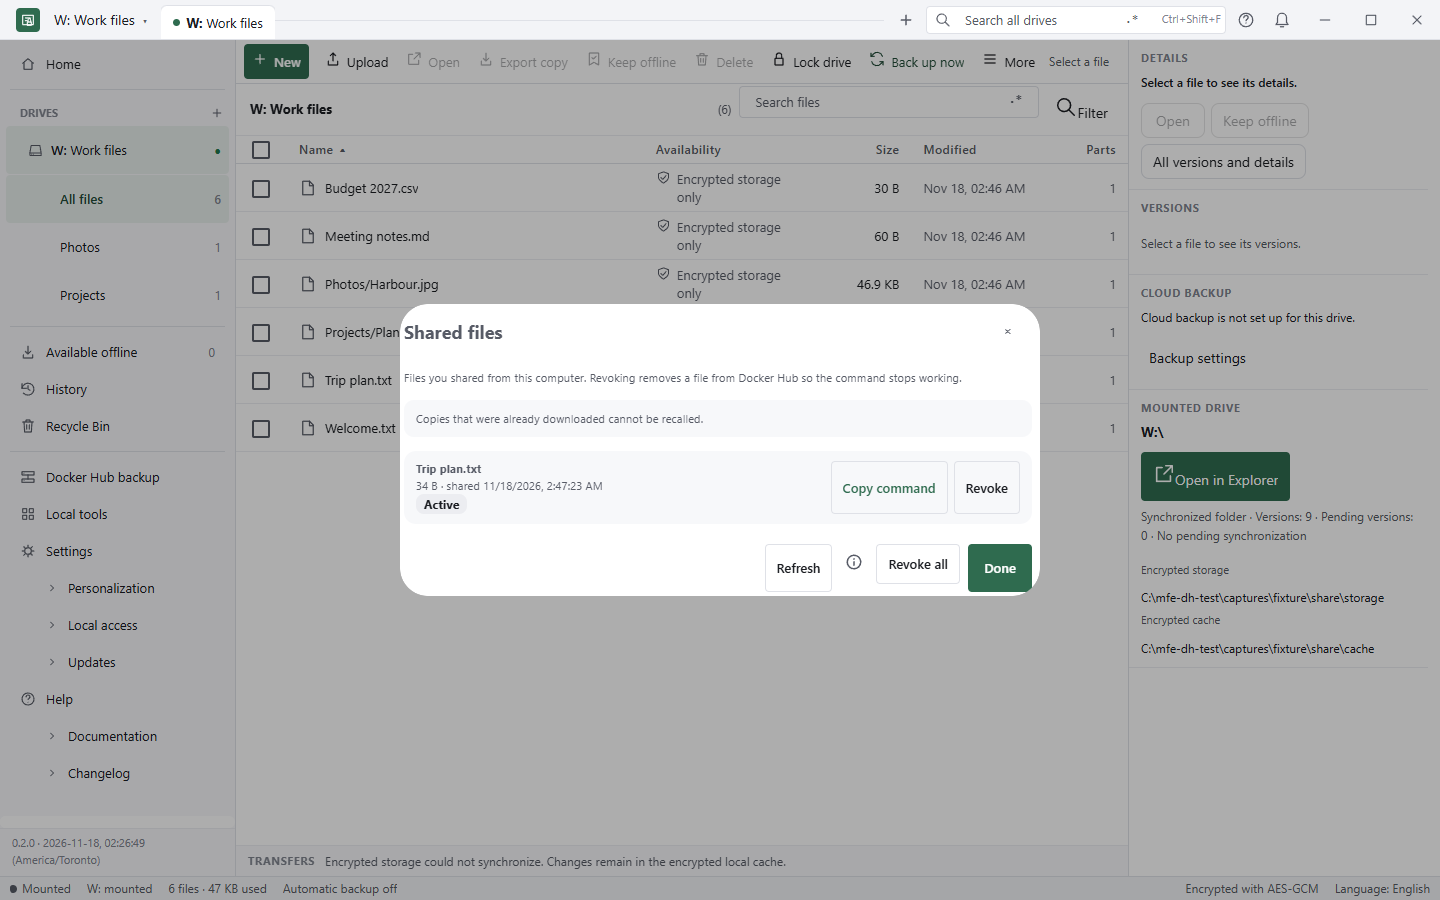 W: Work files
W: Work files
Search all drives
.*
Ctrl+Shift+F
Home
DRIVES
W: Work files
All files
6
Photos
1
Projects
1
Available offline
0
History
Recycle Bin
Docker Hub backup
Local tools
Settings
Personalization
Local access
Updates
Help
Documentation
Changelog
0.2.0 · 2026-11-18, 02:26:49
(America/Toronto)
New
Upload
Open
Export copy
Keep offline
Delete
Lock drive
Back up now
More
Select a file
W: Work files
(6)
Search files
.*
Filter
Name
Availability
Size
Modified
Parts
Budget 2027.csv
Encrypted storage
only
30 B
Nov 18, 02:46 AM
1
Meeting notes.md
Encrypted storage
only
60 B
Nov 18, 02:46 AM
1
Photos/Harbour.jpg
Encrypted storage
only
46.9 KB
Nov 18, 02:46 AM
1
Projects/Plan
1
Trip plan.txt
1
Welcome.txt
1
Shared files
Files you shared from this computer. Revoking removes a file from Docker Hub so the command stops working.
Copies that were already downloaded cannot be recalled.
Trip plan.txt
34 B · shared 11/18/2026, 2:47:23 AM
Active
Copy command
Revoke
Refresh
Revoke all
Done
DETAILS
Select a file to see its details.
Open
Keep offline
All versions and details
VERSIONS
Select a file to see its versions.
CLOUD BACKUP
Cloud backup is not set up for this drive.
Backup settings
MOUNTED DRIVE
W:\
Open in Explorer
Synchronized folder · Versions: 9 · Pending versions:
0 · No pending synchronization
Encrypted storage
C:\mfe-dh-test\captures\fixture\share\storage
Encrypted cache
C:\mfe-dh-test\captures\fixture\share\cache
TRANSFERS
Encrypted storage could not synchronize. Changes remain in the encrypted local cache.
Mounted
W: mounted
6 files · 47 KB used
Automatic backup off
Encrypted with AES-GCM
Language: English